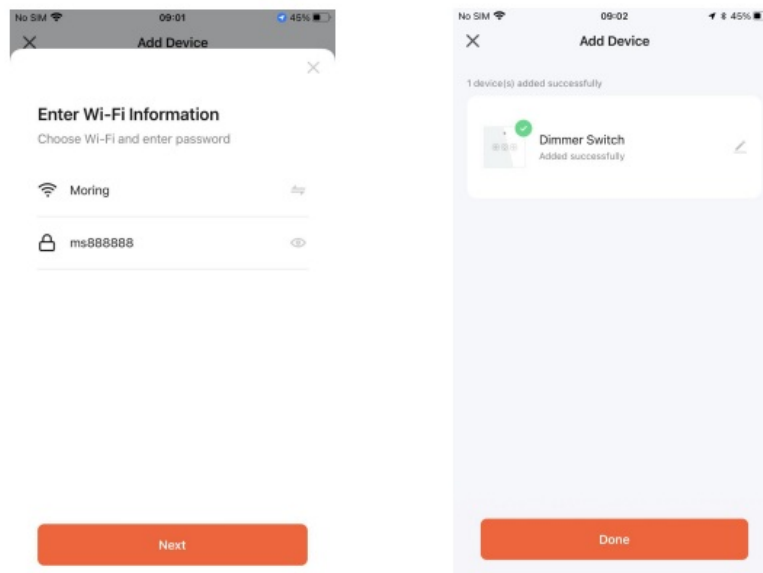 No SIM 09:01 45%
Add Device
Enter Wi-Fi Information
Choose Wi-Fi and enter password
Moring
ms888888
Next
No SIM 09:02 45%
Add Device
1 device(s) added successfully
Dimmer Switch
Added successfully
Done